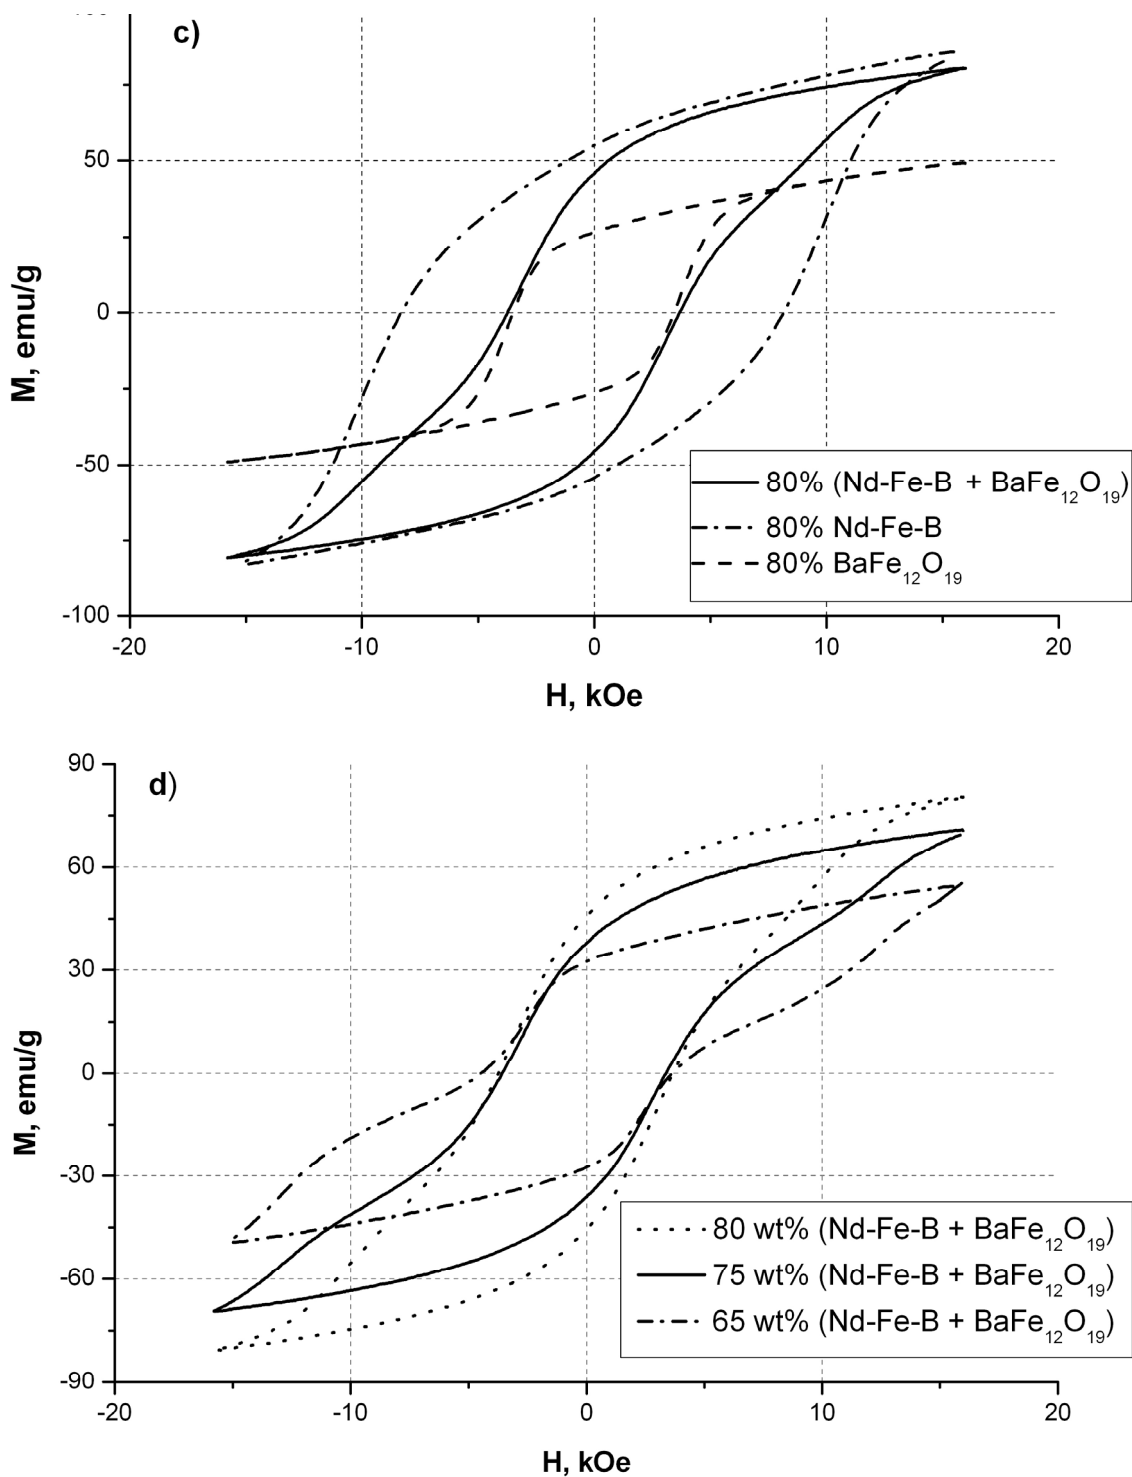 c)
50
0
-50
-100
-20
-10
0
10
20
M, emu/g
H, kOe
80% (Nd-Fe-B + BaFe12O19)
80% Nd-Fe-B
80% BaFe12O19
d)
90
60
30
0
-30
-60
-90
-20
-10
0
10
20
M, emu/g
H, kOe
80 wt% (Nd-Fe-B + BaFe12O19)
75 wt% (Nd-Fe-B + BaFe12O19)
65 wt% (Nd-Fe-B + BaFe12O19)